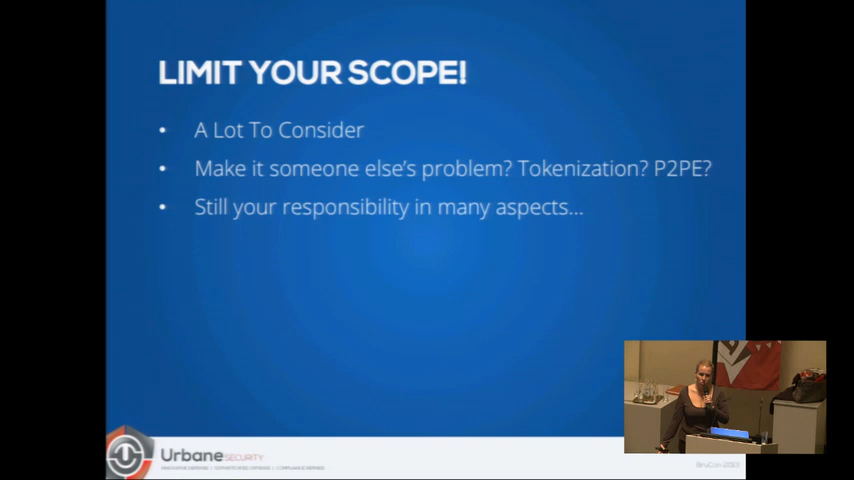 LIMIT YOUR SCOPE!
• A Lot To Consider
• Make it someone else's problem? Tokenization? P2PE?
• Still your responsibility in many aspects...
Urbane SECURITY